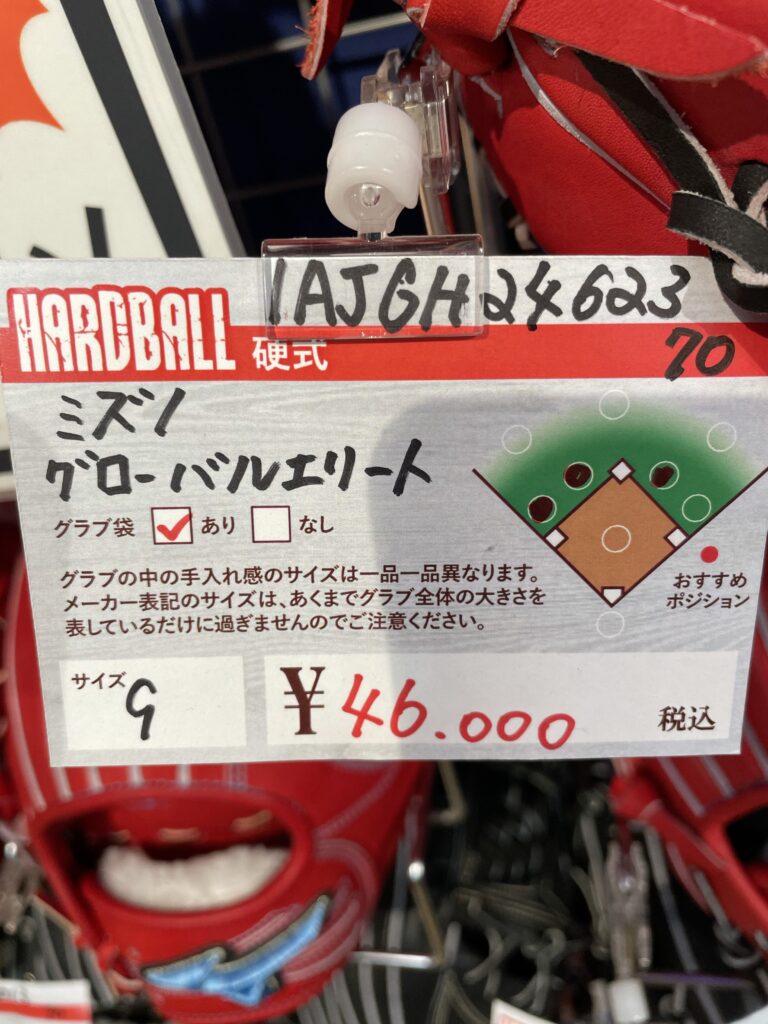 1AJGH24623
HARDBALL 硬式
70
ミズノ
グローバルエリート
グラブ袋 あり なし
グラブの中の手入れ感のサイズは一品一品異なります。
メーカー表記のサイズは、あくまでグラブ全体の大きさを
表しているだけに過ぎませんのでご注意ください。
おすすめ
ポジション
サイズ 9
¥46.000 税込